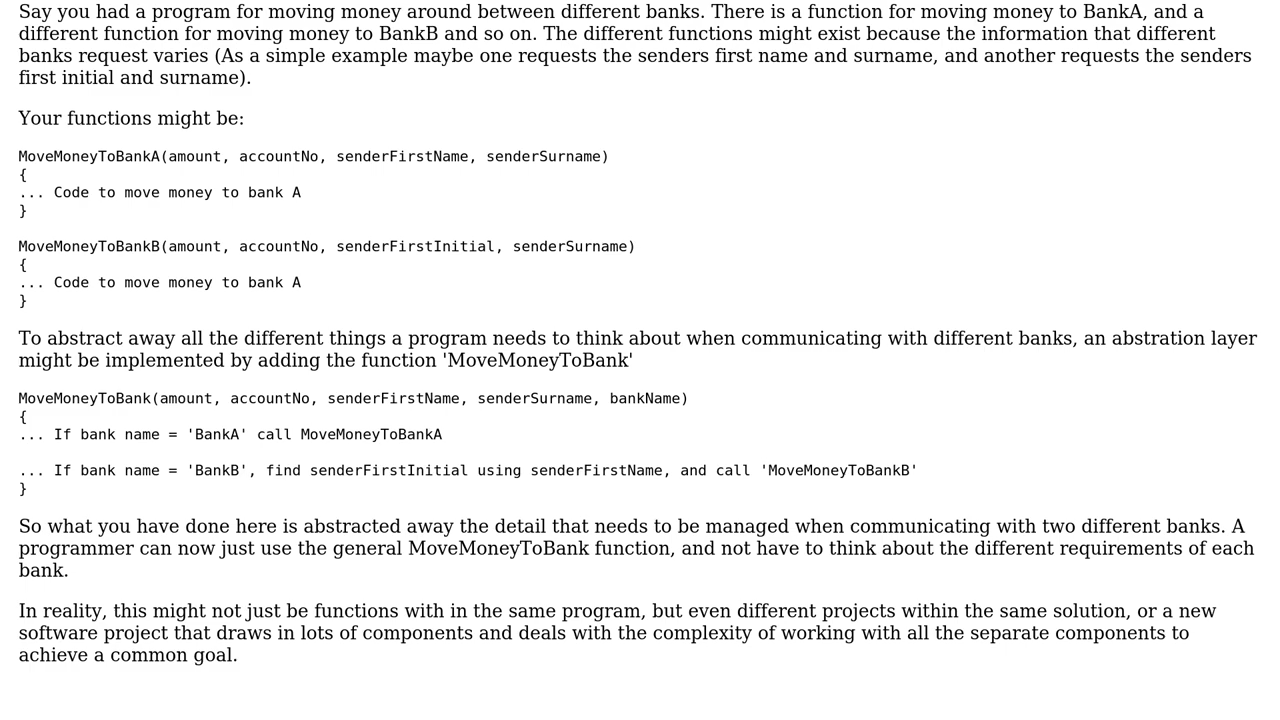 Say you had a program for moving money around between different banks. There is a function for moving money to BankA, and a
different function for moving money to BankB and so on. The different functions might exist because the information that different
banks request varies (As a simple example maybe one requests the senders first name and surname, and another requests the senders
first initial and surname).
Your functions might be:
MoveMoneyToBankA(amount, accountNo, senderFirstName, senderSurname)
{
... Code to move money to bank A
}
MoveMoneyToBankB(amount, accountNo, senderFirstInitial, senderSurname)
{
... Code to move money to bank A
}
To abstract away all the different things a program needs to think about when communicating with different banks, an abstration layer
might be implemented by adding the function 'MoveMoneyToBank'
MoveMoneyToBank(amount, accountNo, senderFirstName, senderSurname, bankName)
{
... If bank name = 'BankA' call MoveMoneyToBankA
... If bank name = 'BankB', find senderFirstInitial using senderFirstName, and call 'MoveMoneyToBankB'
}
So what you have done here is abstracted away the detail that needs to be managed when communicating with two different banks. A
programmer can now just use the general MoveMoneyToBank function, and not have to think about the different requirements of each
bank.
In reality, this might not just be functions with in the same program, but even different projects within the same solution, or a new
software project that draws in lots of components and deals with the complexity of working with all the separate components to
achieve a common goal.